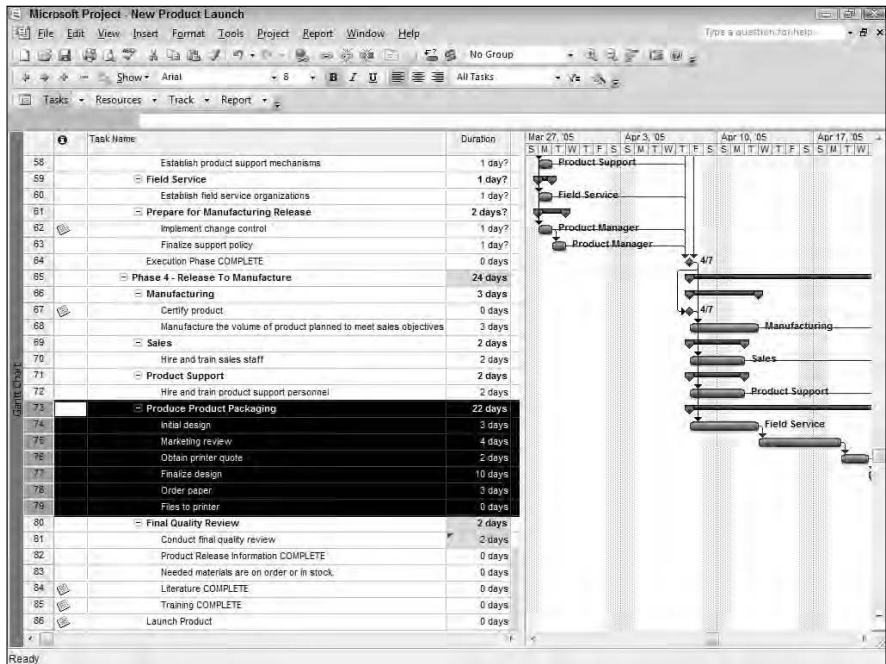 Microsoft Project - New Product Launch
File Edit View Insert Format Tools Project Report Window Help
Type a question for help
No Group
Show Arial 8 B I U All Tasks
Tasks Resources Track Report
Task Name Duration Mar 27, '05 Apr 3, '05 Apr 10, '05 Apr 17, '05
S M T W T F S S M T W T F S S M T W T F S S M T W
58 Establish product support mechanisms 1 day? Product Support
59 Field Service 1 day?
60 Establish field service organizations 1 day? Field Service
61 Prepare for Manufacturing Release 2 days?
62 Implement change control 1 day? Product Manager
63 Finalize support policy 1 day? Product Manager
64 Execution Phase COMPLETE 0 days 4/7
65 Phase 4 - Release To Manufacture 24 days
66 Manufacturing 3 days
67 Certify product 0 days 4/7
68 Manufacture the volume of product planned to meet sales objectives 3 days Manufacturing
69 Sales 2 days
70 Hire and train sales staff 2 days Sales
71 Product Support 2 days
72 Hire and train product support personnel 2 days Product Support
73 Produce Product Packaging 22 days
74 Initial design 3 days Field Service
75 Marketing review 4 days
76 Obtain printer quote 2 days
77 Finalize design 10 days
78 Order paper 3 days
79 Files to printer 0 days
80 Final Quality Review 2 days
81 Conduct final quality review 2 days
82 Product Release Information COMPLETE 0 days
83 Needed materials are on order or in stock. 0 days
84 Literature COMPLETE 0 days
85 Training COMPLETE 0 days
86 Launch Product 0 days
Gantt Chart
Ready